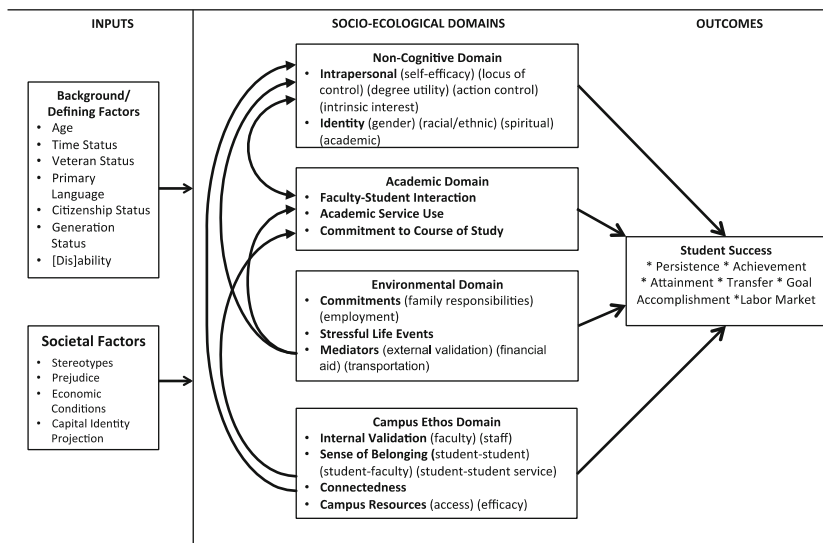 INPUTS
SOCIO-ECOLOGICAL DOMAINS
OUTCOMES
Background/
Defining Factors
• Age
• Time Status
• Veteran Status
• Primary
Language
• Citizenship Status
• Generation
Status
• [Dis]ability
Societal Factors
• Stereotypes
• Prejudice
• Economic
Conditions
• Capital Identity
Projection
Non-Cognitive Domain
• Intrapersonal (self-efficacy) (locus of
control) (degree utility) (action control)
(intrinsic interest)
• Identity (gender) (racial/ethnic) (spiritual)
(academic)
Academic Domain
• Faculty-Student Interaction
• Academic Service Use
• Commitment to Course of Study
Environmental Domain
• Commitments (family responsibilities)
(employment)
• Stressful Life Events
• Mediators (external validation) (financial
aid) (transportation)
Campus Ethos Domain
• Internal Validation (faculty) (staff)
• Sense of Belonging (student-student)
(student-faculty) (student-student service)
• Connectedness
• Campus Resources (access) (efficacy)
Student Success
* Persistence * Achievement
* Attainment * Transfer * Goal
Accomplishment *Labor Market